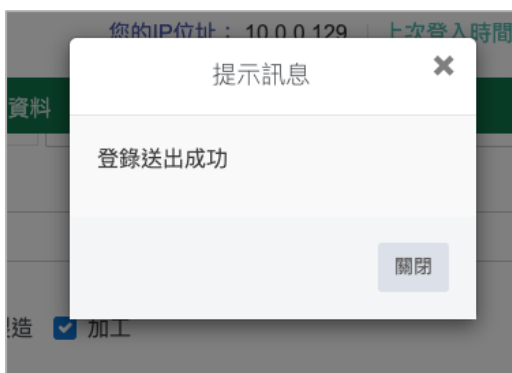 您的IP位址： 10.0.0.129 上次登入時間
提示訊息
資料
登錄送出成功
關閉
造 加工